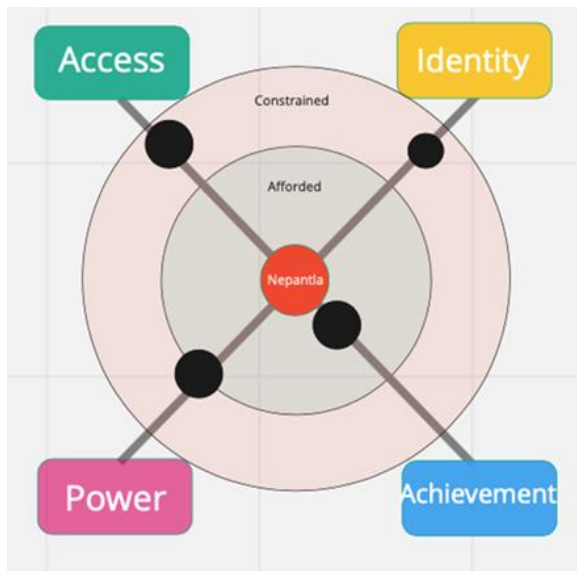 Access
Identity
Constrained
Afforded
Nepantla
Power
Achievement